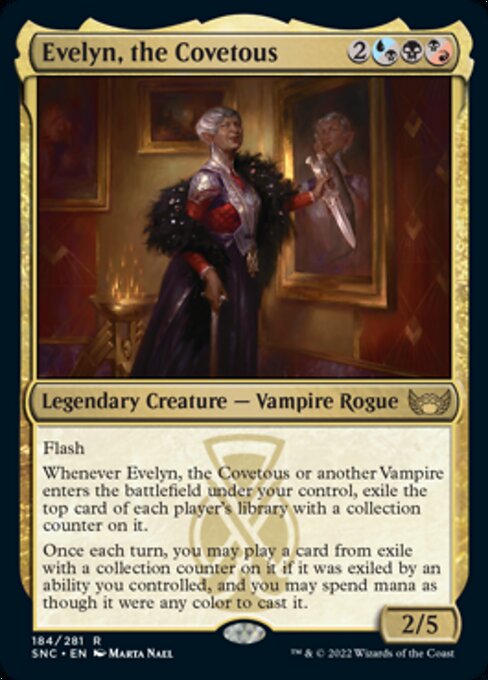 Evelyn, the Covetous 2
Legendary Creature — Vampire Rogue
Flash
Whenever Evelyn, the Covetous or another Vampire
enters the battlefield under your control, exile the
top card of each player's library with a collection
counter on it.
Once each turn, you may play a card from exile
with a collection counter on it if it was exiled by an
ability you controlled, and you may spend mana as
though it were any color to cast it.
2/5
184/281 R
SNC • EN Marta Nael
™ & © 2022 Wizards of the Coast